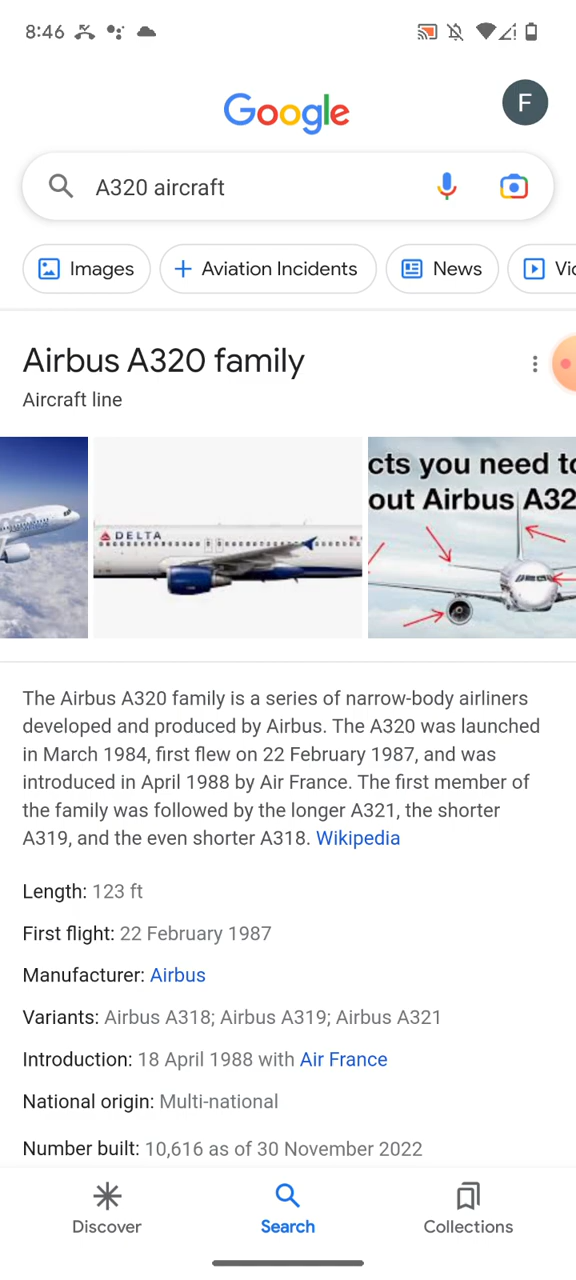 8:46
Google
F
A320 aircraft
Images
Aviation Incidents
News
Airbus A320 family
Aircraft line
DELTA
cts you need to
out Airbus A32
The Airbus A320 family is a series of narrow-body airliners
developed and produced by Airbus. The A320 was launched
in March 1984, first flew on 22 February 1987, and was
introduced in April 1988 by Air France. The first member of
the family was followed by the longer A321, the shorter
A319, and the even shorter A318. Wikipedia
Length: 123 ft
First flight: 22 February 1987
Manufacturer: Airbus
Variants: Airbus A318; Airbus A319; Airbus A321
Introduction: 18 April 1988 with Air France
National origin: Multi-national
Number built: 10,616 as of 30 November 2022
Discover
Search
Collections